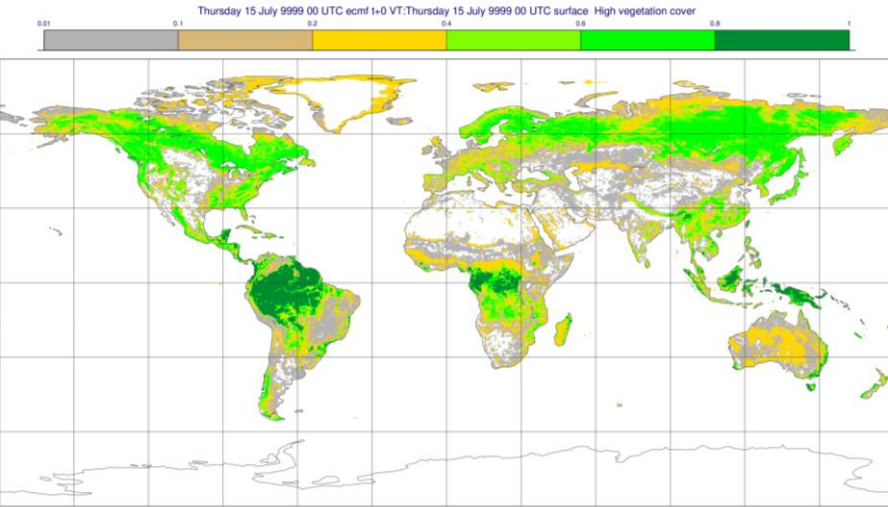 Thursday 15 July 9999 00 UTC ecmf t+0 VT:Thursday 15 July 9999 00 UTC surface  High vegetation cover
0.01 0.1 0.2 0.4 0.6 0.8 1